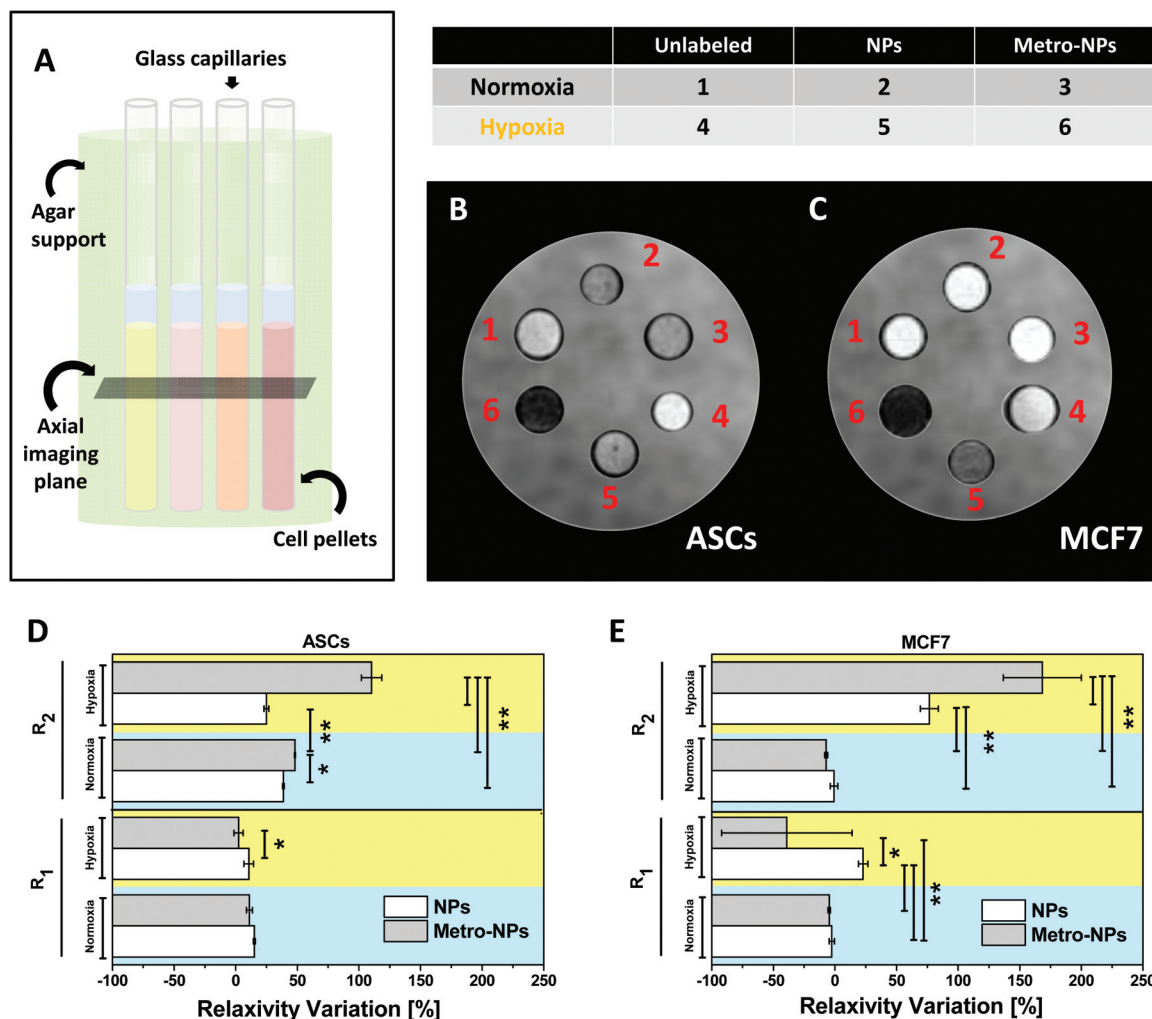 A
Glass capillaries
Agar
support
Axial
imaging
plane
Cell pellets
Unlabeled NPs Metro-NPs
Normoxia 1 2 3
Hypoxia 4 5 6
B
2
1
3
6
4
5
ASCs
C
2
1
3
6
4
5
MCF7
D
ASCs
R2
Hypoxia
Normoxia
R1
Hypoxia
Normoxia
**
**
*
*
NPs
Metro-NPs
-100 -50 0 50 100 150 200 250
Relaxivity Variation [%]
E
MCF7
R2
Hypoxia
Normoxia
R1
Hypoxia
Normoxia
**
**
*
**
NPs
Metro-NPs
-100 -50 0 50 100 150 200 250
Relaxivity Variation [%]